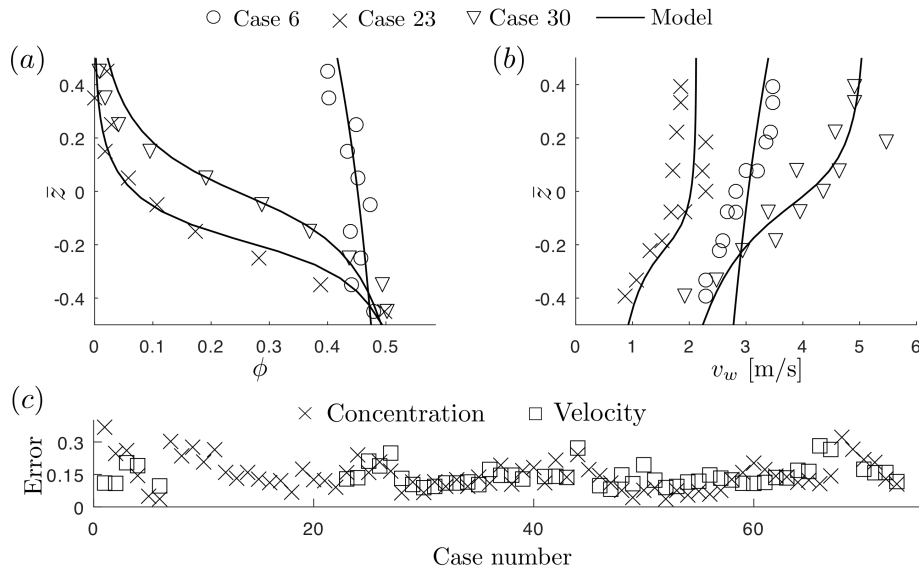 Case 6 Case 23 Case 30 Model
(a) (b)
0.4
0.2
z̅ 0
-0.2
-0.4
0 0.1 0.2 0.3 0.4 0.5
ϕ
0.4
0.2
z̅ 0
-0.2
-0.4
0 1 2 3 4 5 6
v_w [m/s]
(c) Concentration Velocity
Error
0.3
0.15
0
0 20 40 60
Case number